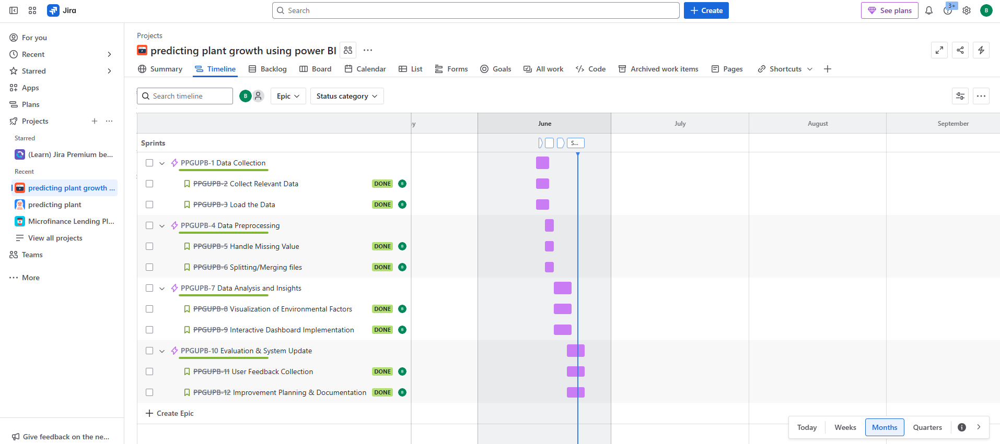 Jira
Search
Create
See plans
3+
B
For you
Recent
Starred
Apps
Plans
Projects
Starred
(Learn) Jira Premium be...
Recent
predicting plant growth ...
predicting plant
Microfinance Lending Pl...
View all projects
Teams
More
Give feedback on the ne...
Projects
predicting plant growth using power BI
Summary
Timeline
Backlog
Board
Calendar
List
Forms
Goals
All work
Code
Archived work items
Pages
Shortcuts
Search timeline
B
Epic
Status category
June
July
August
September
Sprints
S...
PPGUPB-1 Data Collection
PPGUPB-2 Collect Relevant Data DONE B
PPGUPB-3 Load the Data DONE B
PPGUPB-4 Data Preprocessing
PPGUPB-5 Handle Missing Value DONE B
PPGUPB-6 Splitting/Merging files DONE B
PPGUPB-7 Data Analysis and Insights
PPGUPB-8 Visualization of Environmental Factors DONE B
PPGUPB-9 Interactive Dashboard Implementation DONE B
PPGUPB-10 Evaluation & System Update
PPGUPB-11 User Feedback Collection DONE B
PPGUPB-12 Improvement Planning & Documentation DONE B
Create Epic
Today
Weeks
Months
Quarters